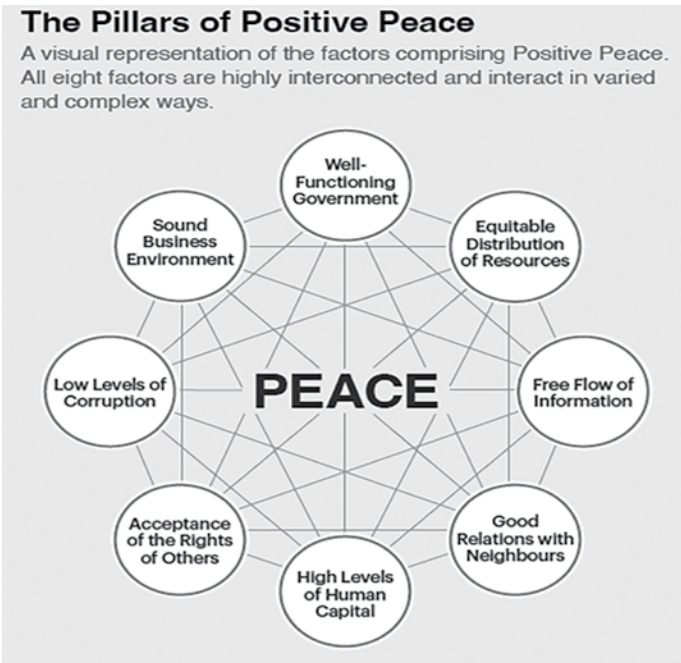 The Pillars of Positive Peace
A visual representation of the factors comprising Positive Peace.
All eight factors are highly interconnected and interact in varied
and complex ways.
Well-
Functioning
Government
Sound
Business
Environment
Equitable
Distribution
of Resources
Low Levels of
Corruption
PEACE
Free Flow of
Information
Acceptance
of the Rights
of Others
Good
Relations with
Neighbours
High Levels
of Human
Capital